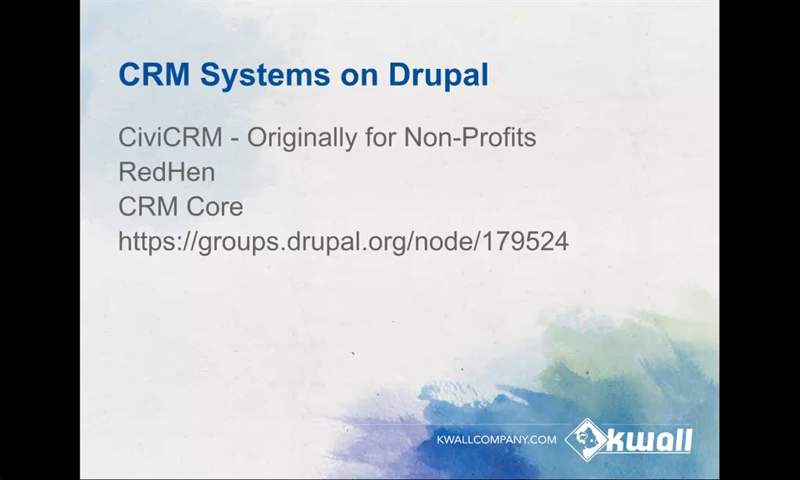 CRM Systems on Drupal
CiviCRM - Originally for Non-Profits
RedHen
CRM Core
https://groups.drupal.org/node/179524
KWALLCOMPANY.COM
kwall